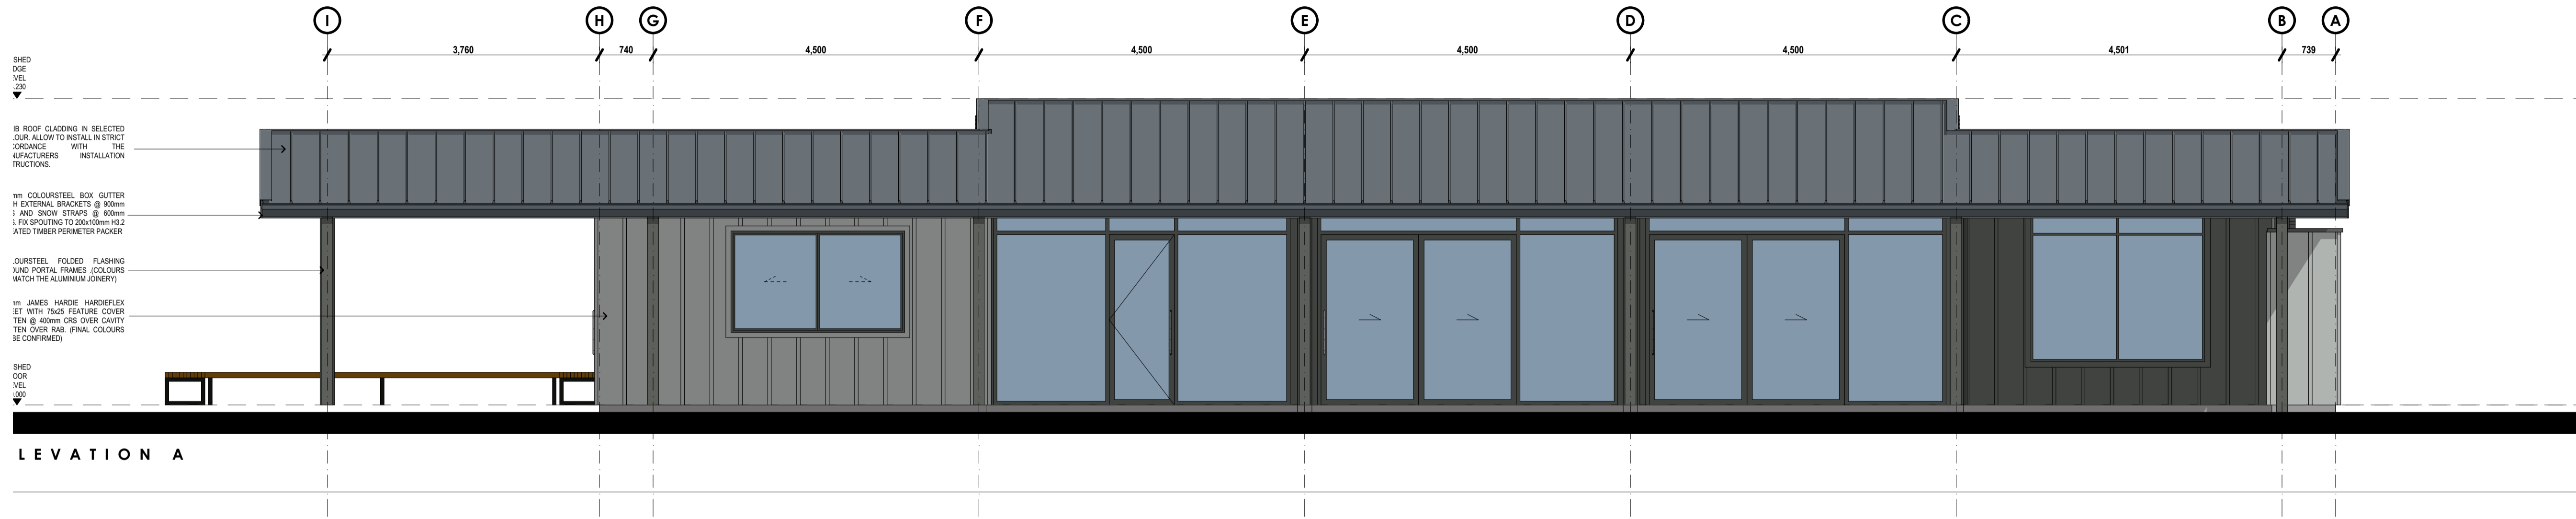 I H G F E D C B A
3,760 740 4,500 4,500 4,500 4,500 4,501 739
SHED
DGE
VEL
.230
IB ROOF CLADDING IN SELECTED
OUR. ALLOW TO INSTALL IN STRICT
CORDANCE WITH THE
NUFACTURERS INSTALLATION
TRUCTIONS.
mm COLOURSTEEL BOX GUTTER
H EXTERNAL BRACKETS @ 900mm
S AND SNOW STRAPS @ 600mm
. FIX SPOUTING TO 200x100mm H3.2
EATED TIMBER PERIMETER PACKER
OURSTEEL FOLDED FLASHING
UND PORTAL FRAMES .(COLOURS
MATCH THE ALUMINIUM JOINERY)
mm JAMES HARDIE HARDIEFLEX
EET WITH 75x25 FEATURE COVER
TEN @ 400mm CRS OVER CAVITY
TEN OVER RAB. (FINAL COLOURS
BE CONFIRMED)
SHED
OOR
VEL
.000
LEVATION A